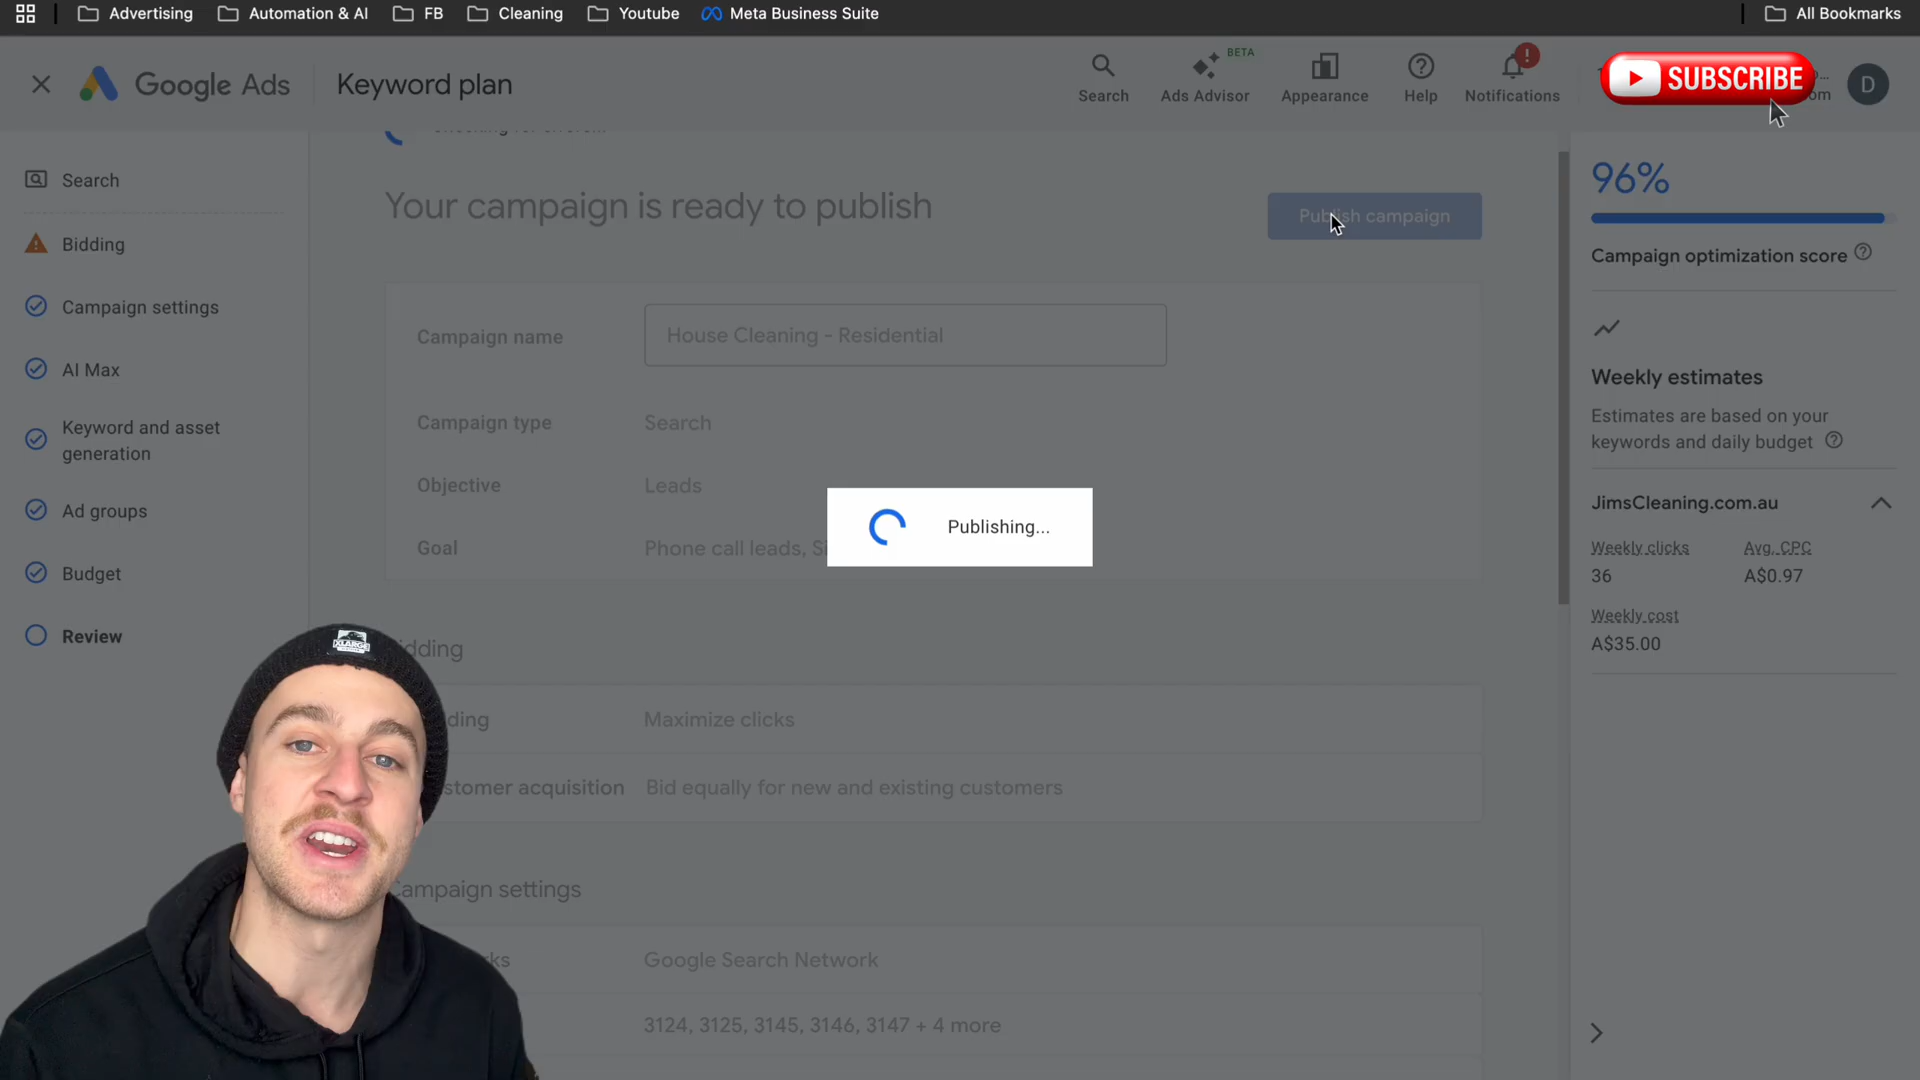 Advertising
Automation & AI
FB
Cleaning
Youtube
Meta Business Suite
All Bookmarks
Google Ads
Keyword plan
Search
BETA
Ads Advisor
Appearance
Help
!
Notifications
SUBSCRIBE
om
D
Search
Bidding
Campaign settings
AI Max
Keyword and asset
generation
Ad groups
Budget
Review
Your campaign is ready to publish
Publish campaign
Campaign name
House Cleaning - Residential
Campaign type
Search
Objective
Leads
Goal
Phone call leads, Si
Publishing...
dding
ding
Maximize clicks
stomer acquisition
Bid equally for new and existing customers
Campaign settings
ks
Google Search Network
3124, 3125, 3145, 3146, 3147 + 4 more
96%
Campaign optimization score
Weekly estimates
Estimates are based on your
keywords and daily budget
JimsCleaning.com.au
Weekly clicks
Avg. CPC
36
A$0.97
Weekly cost
A$35.00
XLARGE